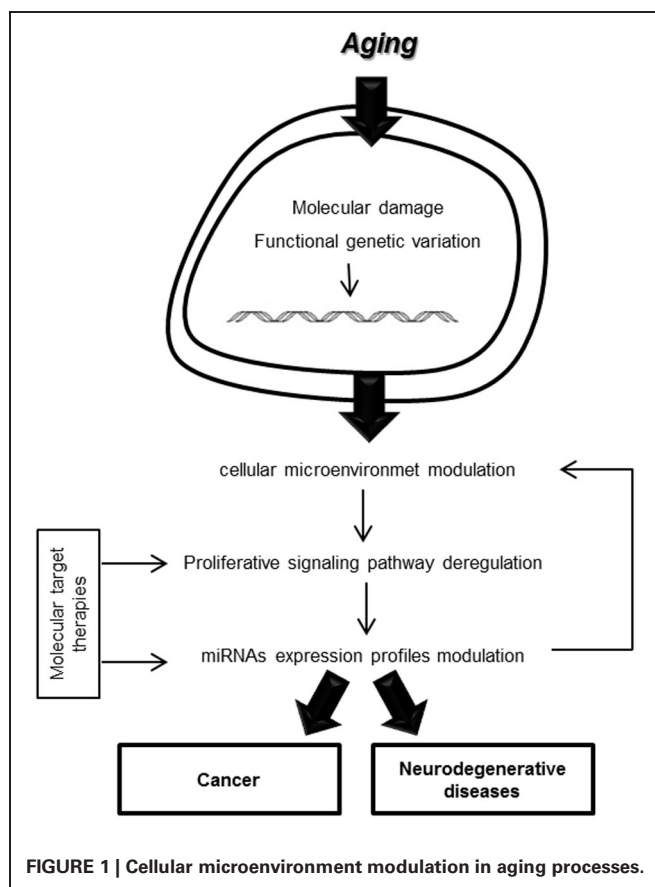 Aging
Molecular damage
Functional genetic variation
cellular microenvironmet modulation
Proliferative signaling pathway deregulation
Molecular target
therapies
miRNAs expression profiles modulation
Cancer
Neurodegenerative
diseases
FIGURE 1 | Cellular microenvironment modulation in aging processes.